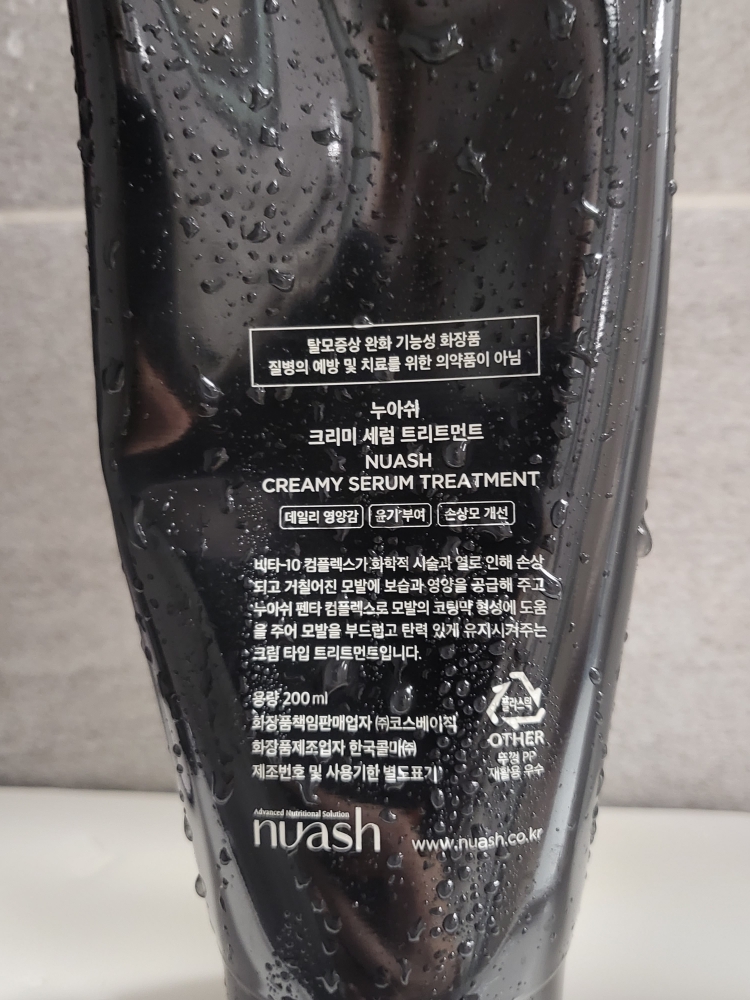 탈모증상 완화 기능성 화장품
질병의 예방 및 치료를 위한 의약품이 아님
누아쉬
크리미 세럼 트리트먼트
NUASH
CREAMY SERUM TREATMENT
데일리 영양감 윤기 부여 손상모 개선
비타-10 컴플렉스가 화학적 시술과 열로 인해 손상
되고 거칠어진 모발에 보습과 영양을 공급해 주고
누아쉬 펜타 컴플렉스로 모발의 코팅막 형성에 도움
을 주어 모발을 부드럽고 탄력 있게 유지시켜주는
크림 타입 트리트먼트입니다.
용량 200ml
화장품책임판매업자 ㈜코스베이직
화장품제조업자 한국콜마㈜
제조번호 및 사용기한 별도표기
플라스틱
OTHER
뚜껑 PP
재활용 우수
Advanced Nutritional Solution
nuash
www.nuash.co.kr